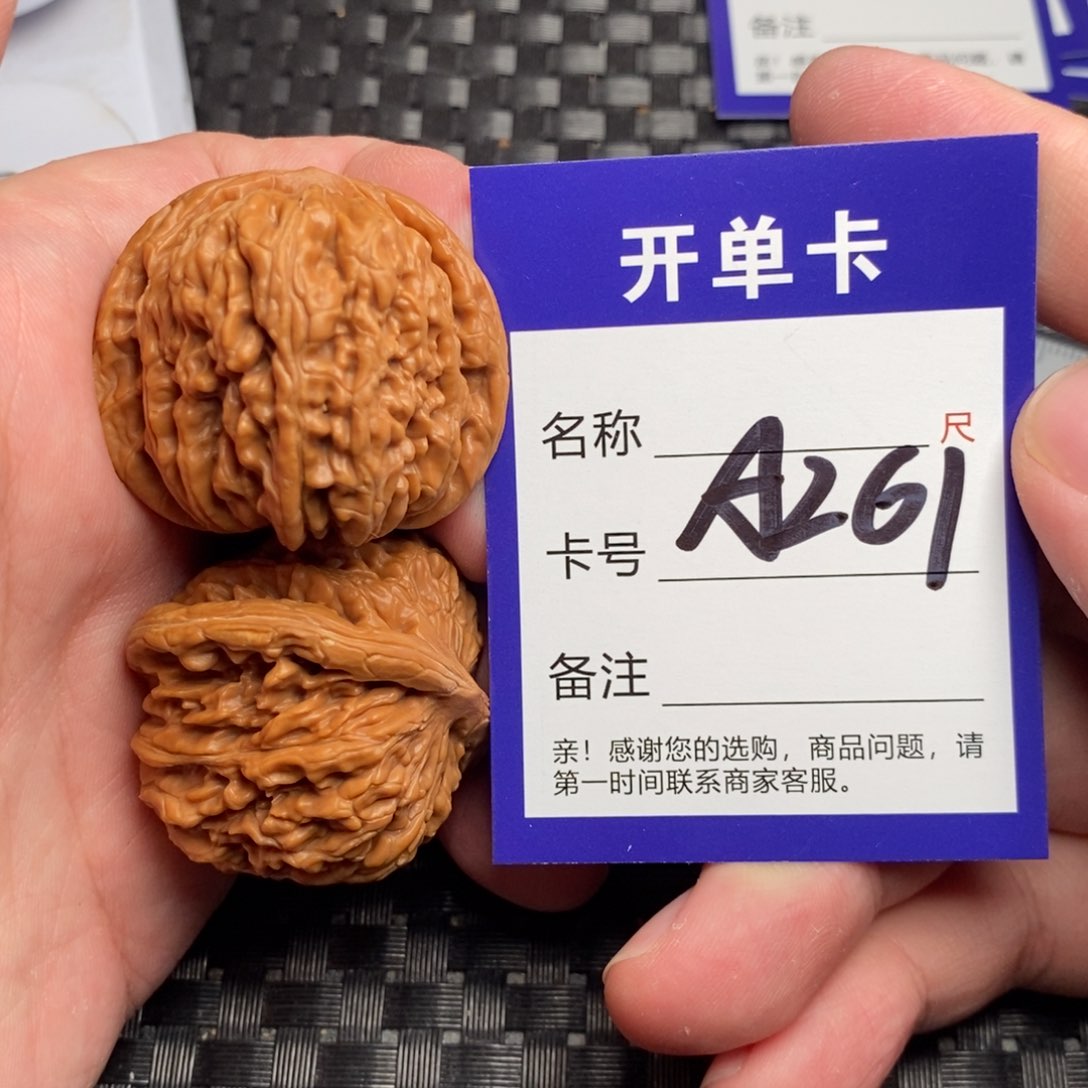 备注
开单卡
名称 尺
A261
卡号
备注
亲！感谢您的选购，商品问题，请
第一时间联系商家客服。